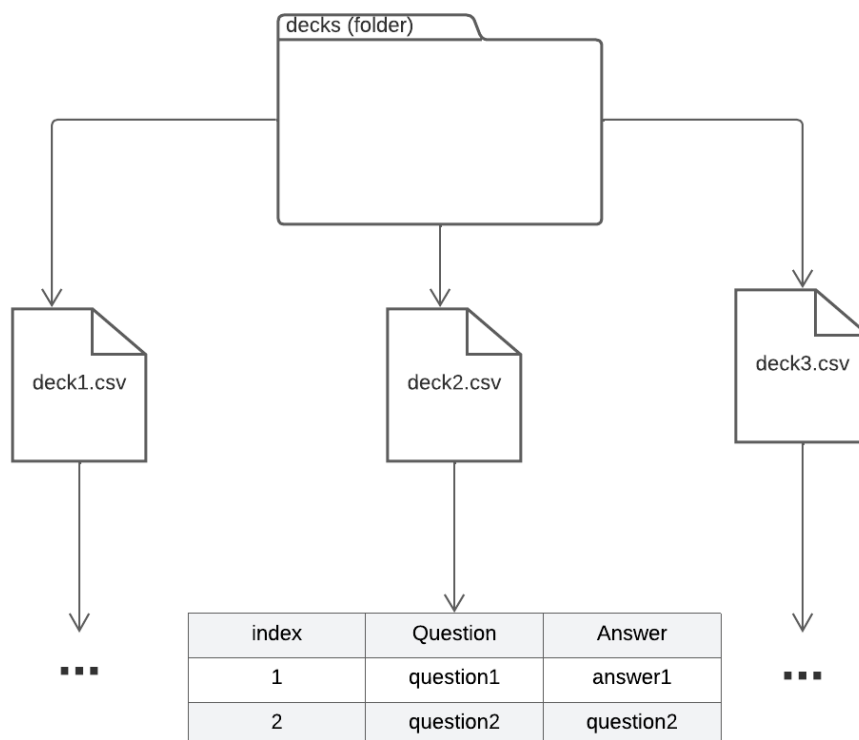 decks (folder)
deck1.csv
deck2.csv
deck3.csv
...
index Question Answer
1 question1 answer1
2 question2 question2
...